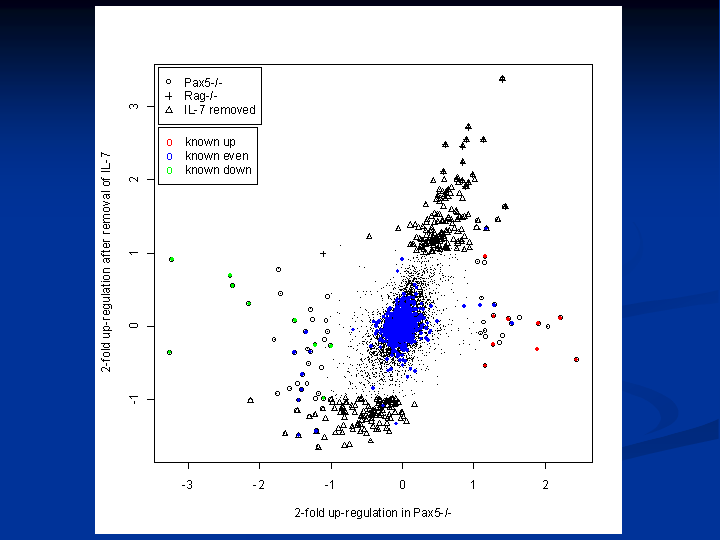 Pax5-/-
Rag-/-
IL-7 removed
known up
known even
known down
2-fold up-regulation after removal of IL-7
3
2
1
0
-1
-3
-2
-1
0
1
2
2-fold up-regulation in Pax5-/-